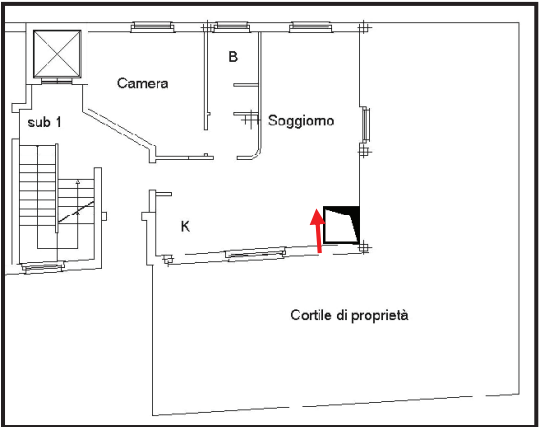 B
Camera
sub 1
Soggiorno
K
Cortile di proprietà